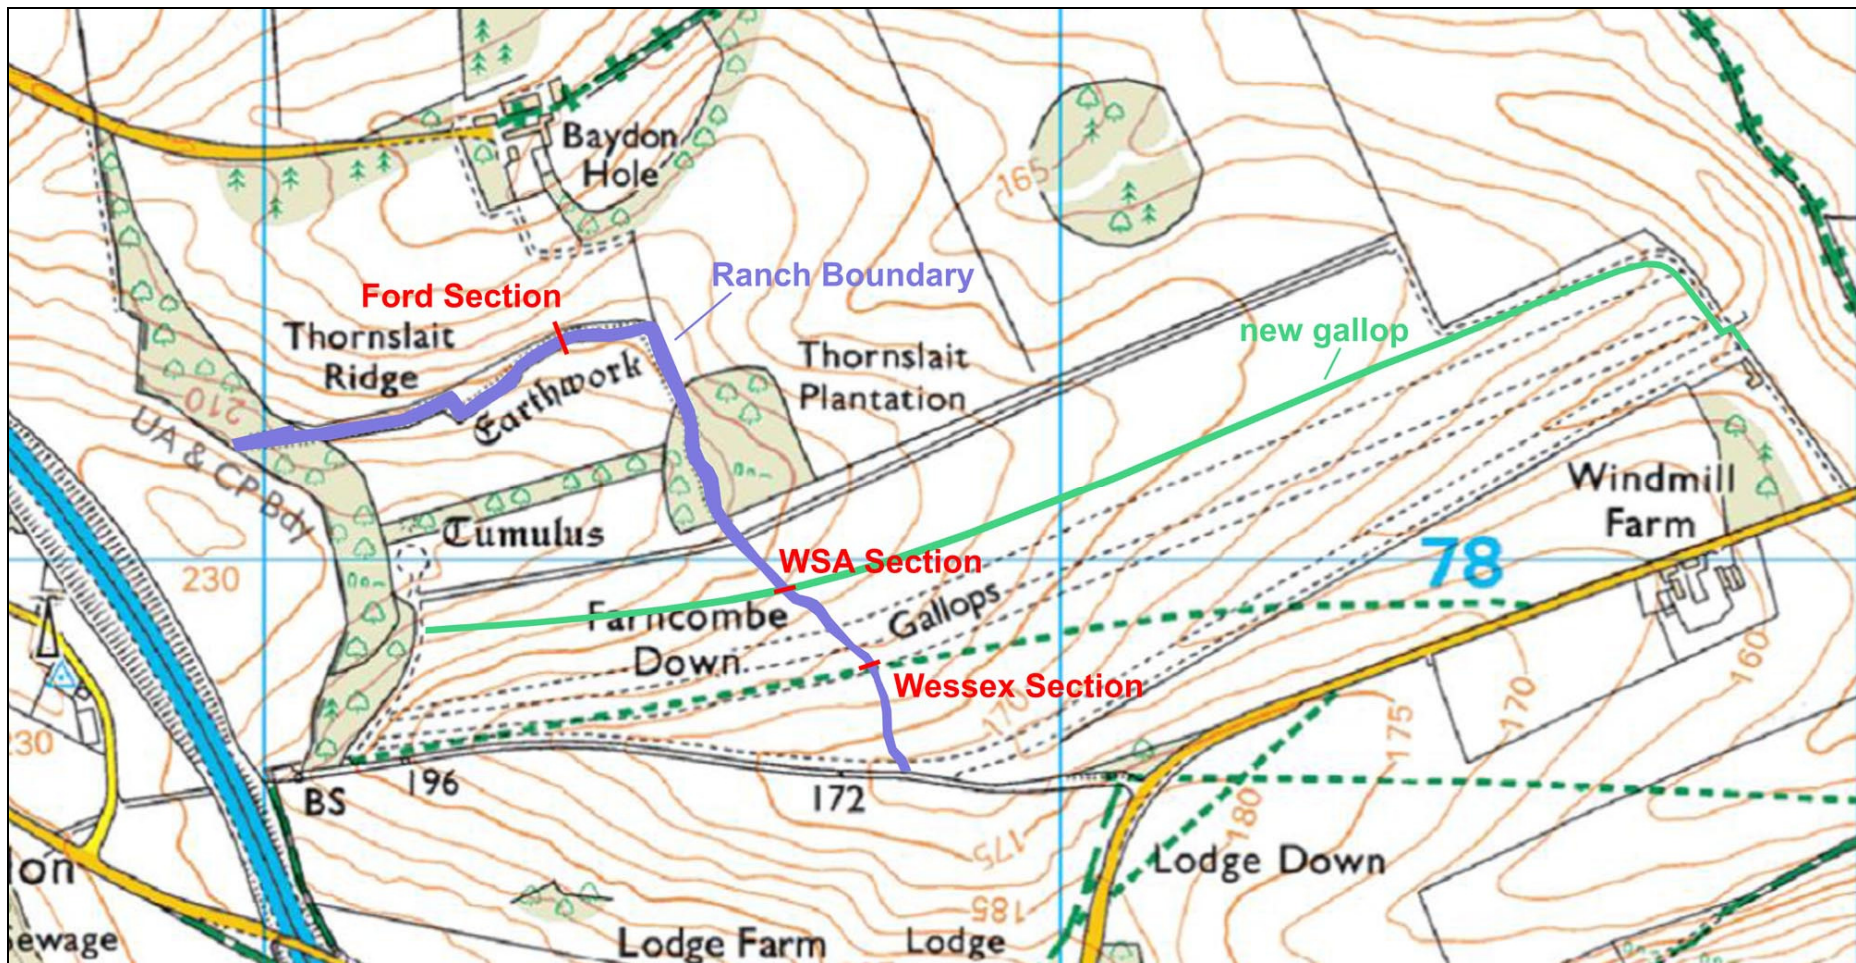 Baydon
Hole
165
Ford Section
Ranch Boundary
Thornslait
Ridge
Earthwork
Thornslait
Plantation
new gallop
210
UA & CP Bdy
Tumulus
230
WSA Section
Windmill
Farm
78
Farncombe
Down
Gallops
Wessex Section
170
175
170
160
30
BS
196
172
180
175
185
Lodge Down
ion
ewage
Lodge Farm
Lodge